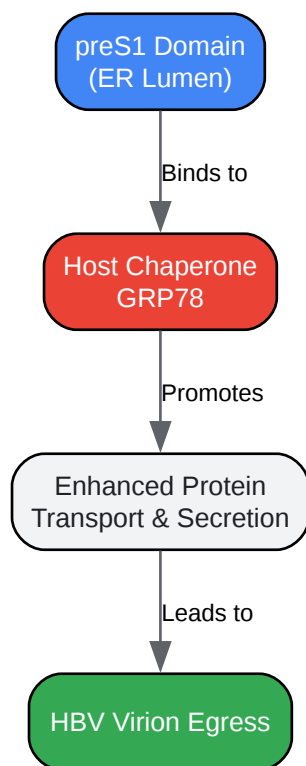 preS1 Domain
(ER Lumen)
Binds to
Host Chaperone
GRP78
Promotes
Enhanced Protein
Transport & Secretion
Leads to
HBV Virion Egress